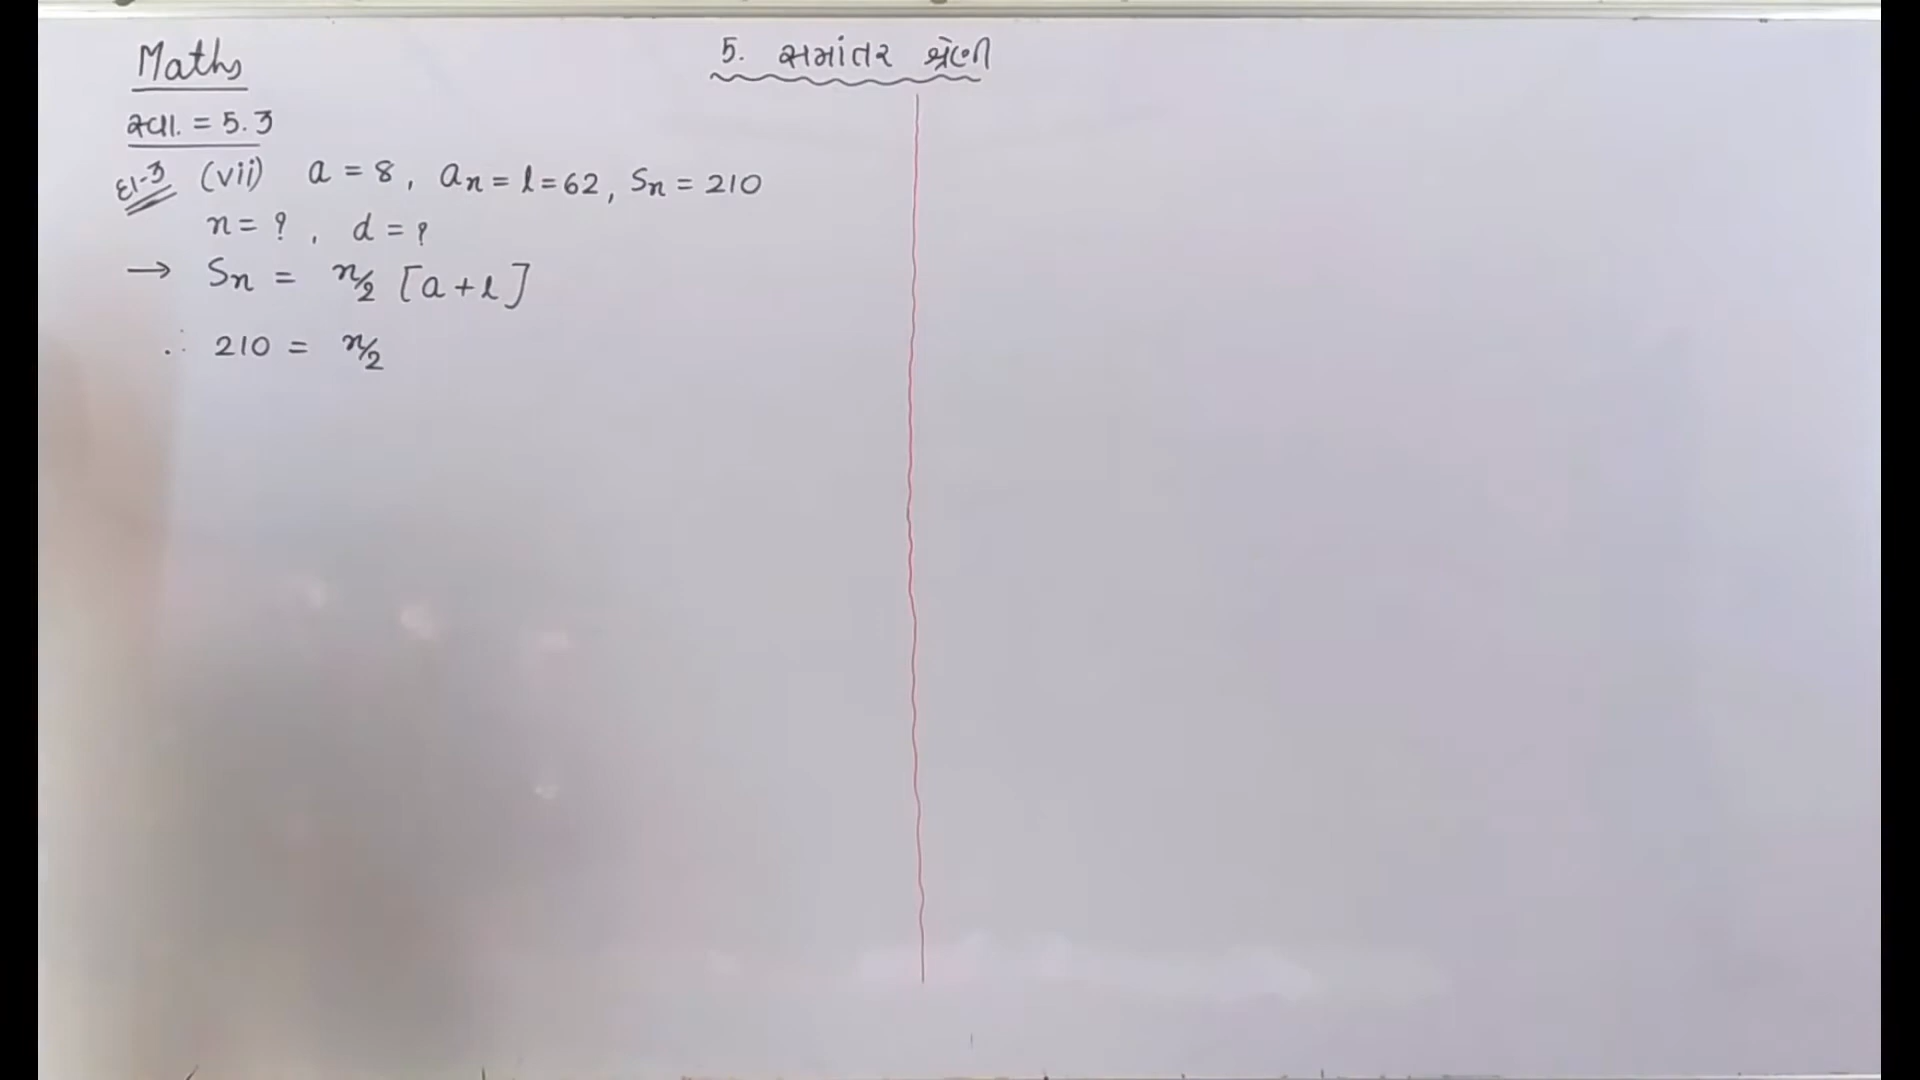 Maths
5. સમાંતર શ્રેણી
સ્વા. = 5.3
દા-3 (vii) a = 8, an = l = 62, Sn = 210
n = ?, d = ?
→ Sn = n/2 [a + l]
∴ 210 = n/2